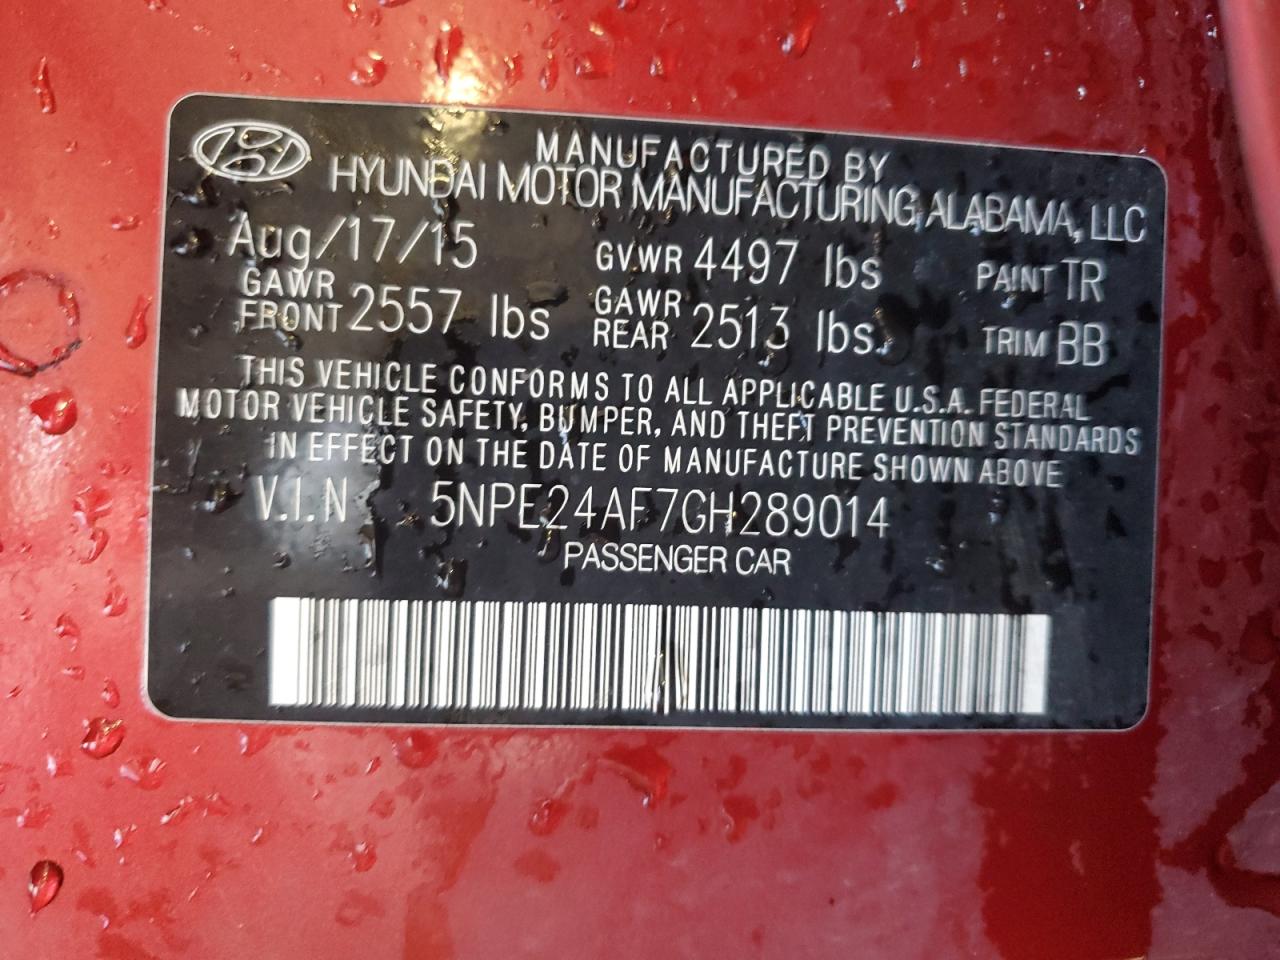 MANUFACTURED BY
HYUNDAI MOTOR MANUFACTURING ALABAMA, LLC
Aug/17/15 GVWR 4497 lbs PAINT TR
GAWR FRONT 2557 lbs GAWR REAR 2513 lbs. TRIM BB
THIS VEHICLE CONFORMS TO ALL APPLICABLE U.S.A. FEDERAL
MOTOR VEHICLE SAFETY, BUMPER, AND THEFT PREVENTION STANDARDS
IN EFFECT ON THE DATE OF MANUFACTURE SHOWN ABOVE
V.I.N 5NPE24AF7GH289014
PASSENGER CAR